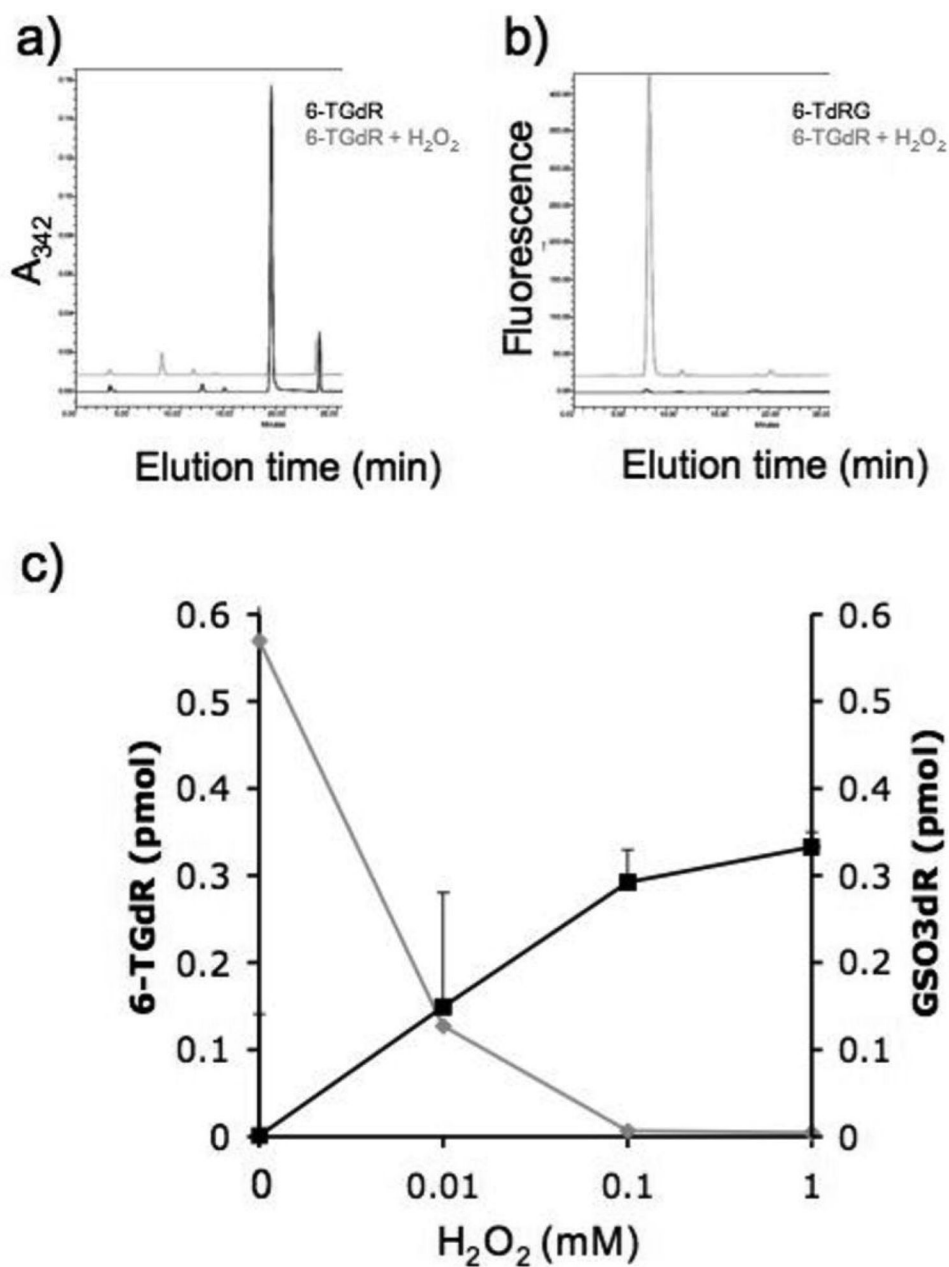 a)
6-TGdR
6-TGdR + H₂O₂
A₃₄₂
Elution time (min)
b)
6-TdRG
6-TGdR + H₂O₂
Fluorescence
Elution time (min)
c)
0.6
0.5
0.4
0.3
0.2
0.1
0
6-TGdR (pmol)
0.6
0.5
0.4
0.3
0.2
0.1
0
GSO3dR (pmol)
0 0.01 0.1 1
H₂O₂ (mM)